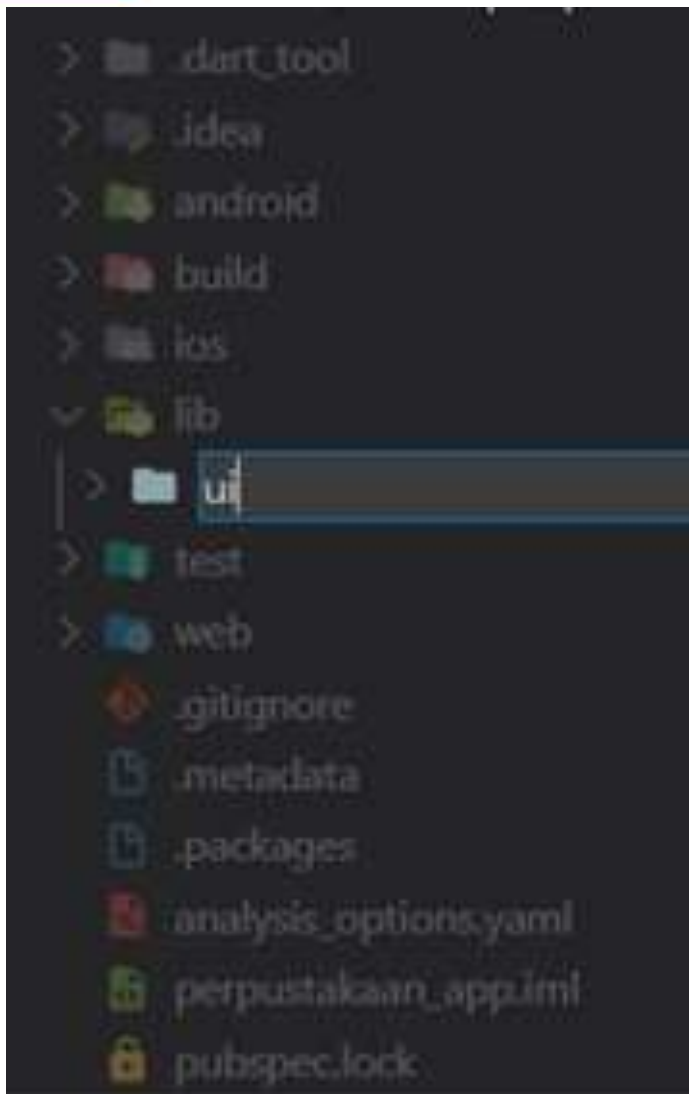 .dart_tool
.idea
android
build
ios
lib
ui
test
web
.gitignore
.metadata
.packages
analysis_options.yaml
perpustakaan_app.iml
pubspec.lock